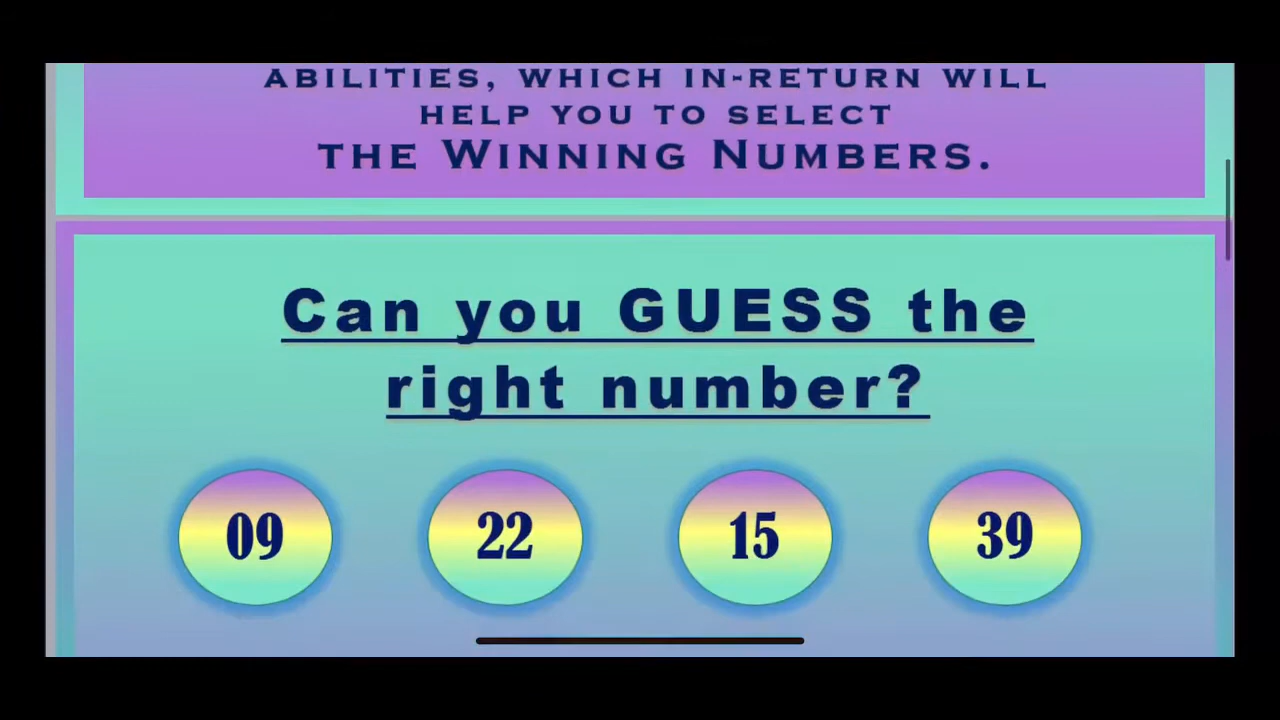 ABILITIES, WHICH IN-RETURN WILL
HELP YOU TO SELECT
THE WINNING NUMBERS.
Can you GUESS the
right number?
09 22 15 39